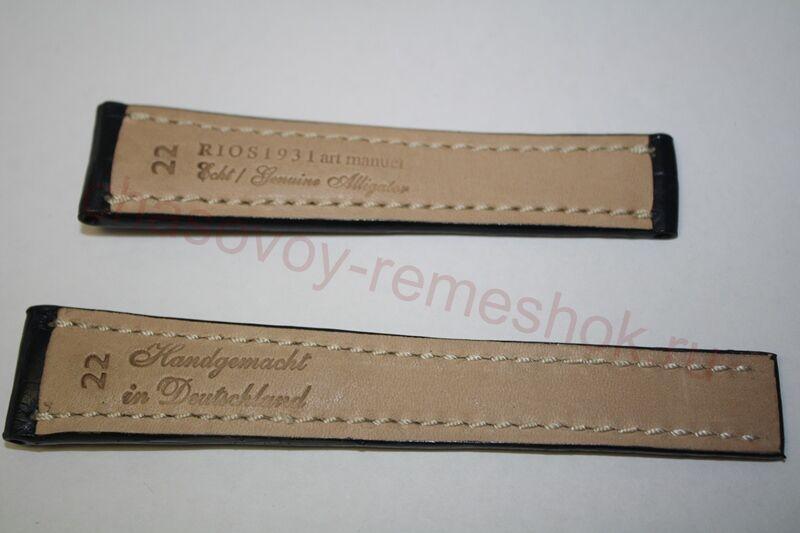 22
RIOS1931 art manuel
Echt / Genuine Alligator
chasovoy-remeshok.ru
22
Handgemacht
in Deutschland